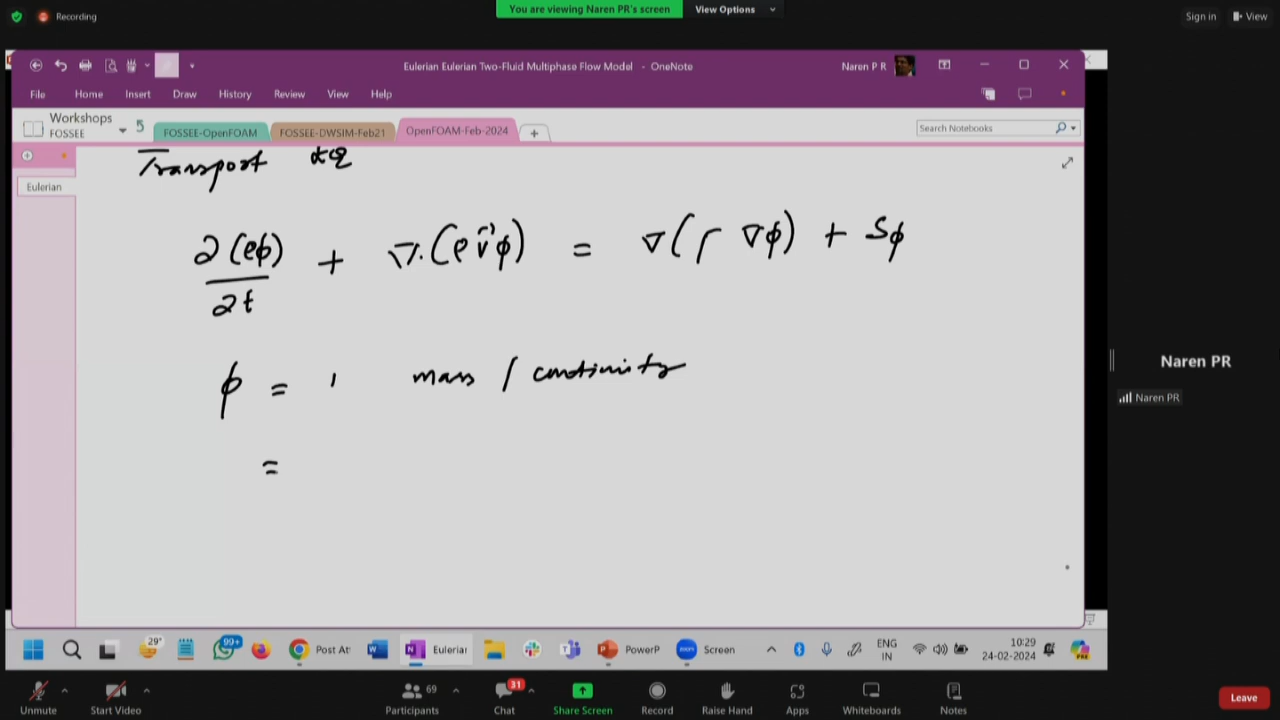 Recording
You are viewing Naren PR's screen View Options
Sign in View
Eulerian Eulerian Two-Fluid Multiphase Flow Model - OneNote
Naren P R
File Home Insert Draw History Review View Help
Workshops
FOSSEE
FOSSEE-OpenFOAM FOSSEE-DWSIM-Feb21 OpenFOAM-Feb-2024 +
Search Notebooks
Eulerian
Transport eq
∂(ρϕ)/∂t + ∇.(ρ v⃗ ϕ) = ∇(Γ ∇ϕ) + Sϕ
ϕ = 1 mass / continuity
=
Naren PR
Naren PR
29° 99+ Post At Eulerian PowerP Screen ENG IN 10:29 24-02-2024
Unmute Start Video 69 Participants 31 Chat Share Screen Record Raise Hand Apps Whiteboards Notes Leave